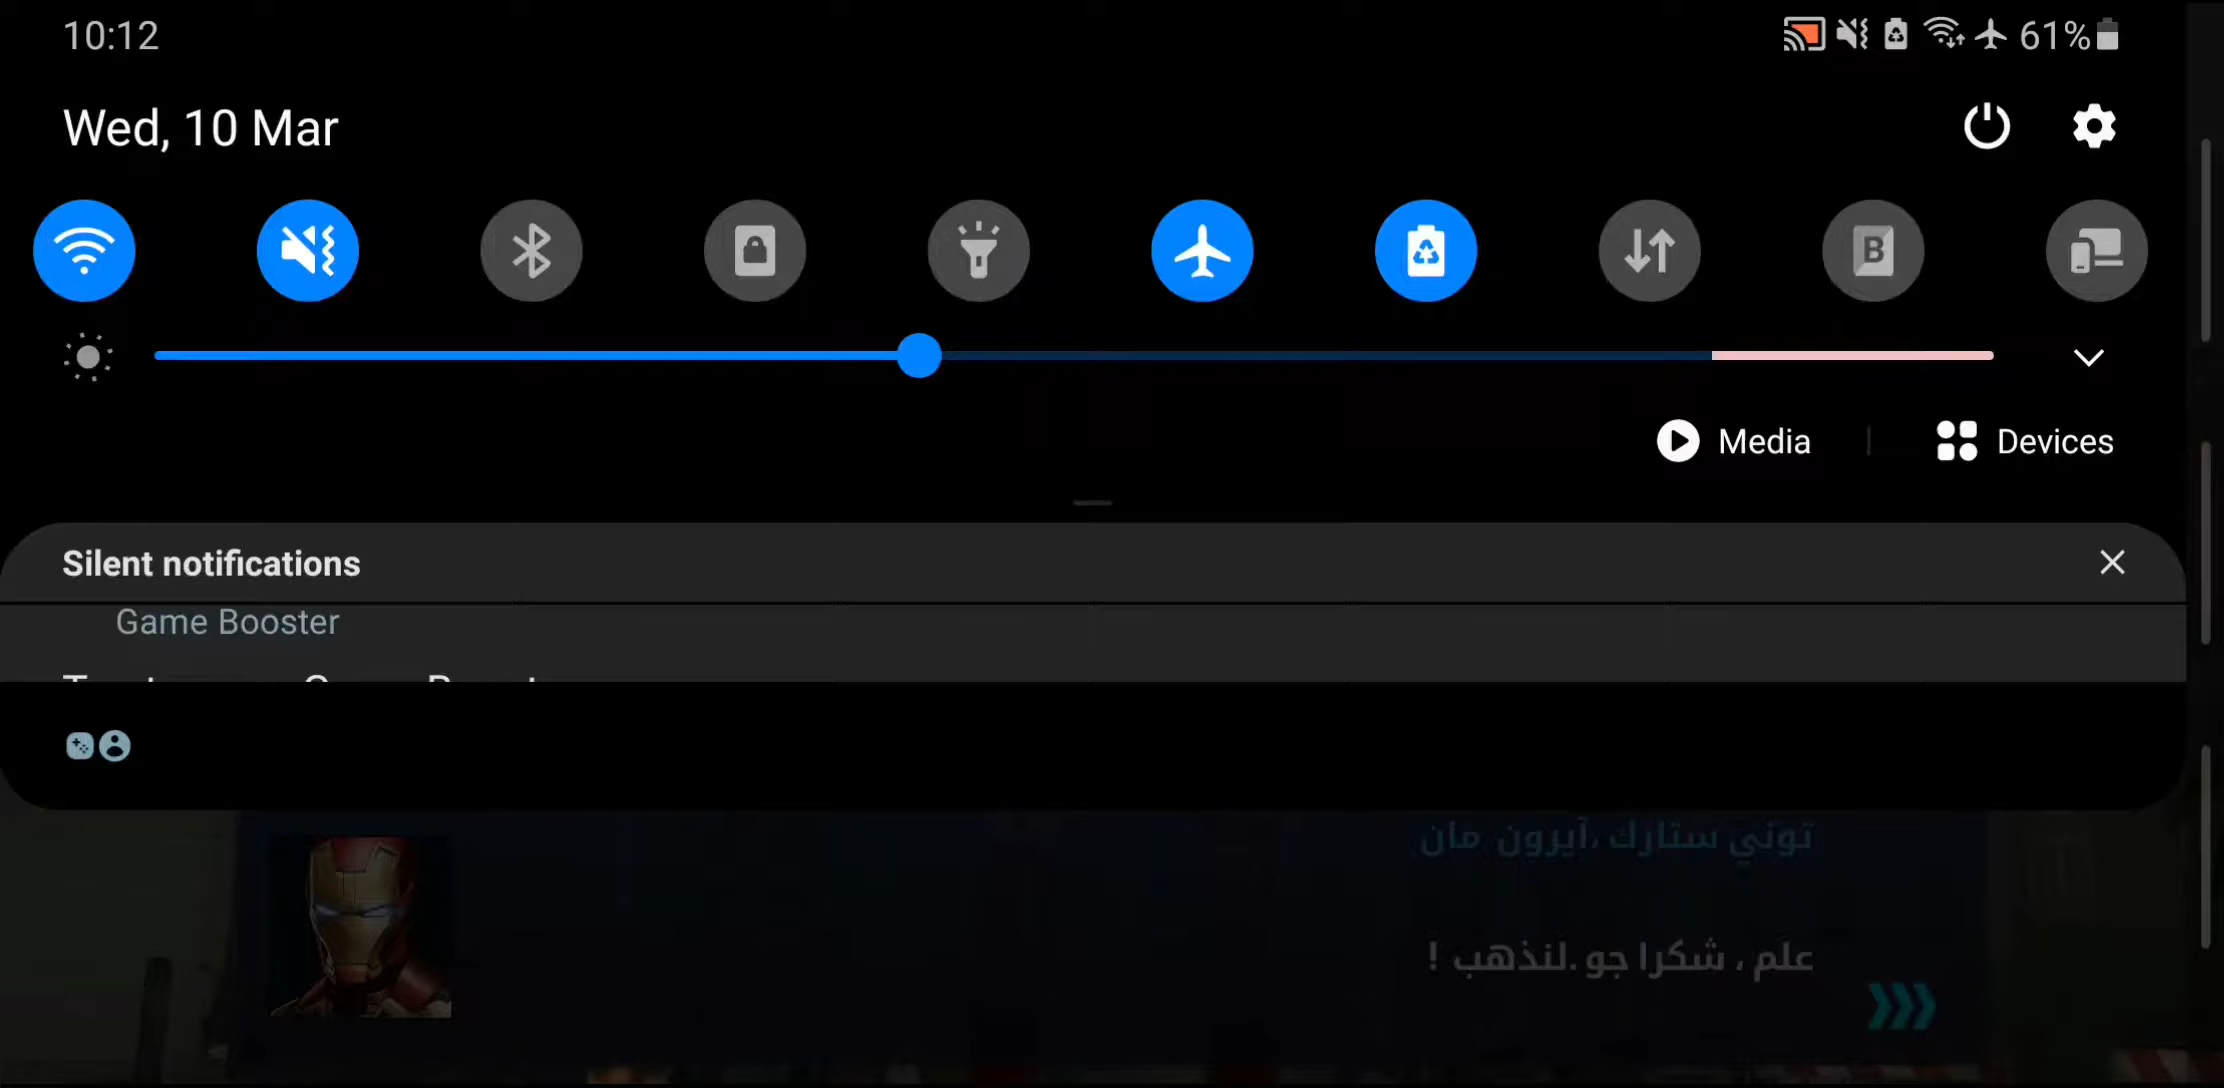 10:12
61%
Wed, 10 Mar
B
Media
Devices
Silent notifications
Game Booster
توني ستارك ،آيرون مان
علم ، شكرا جو .لنذهب !